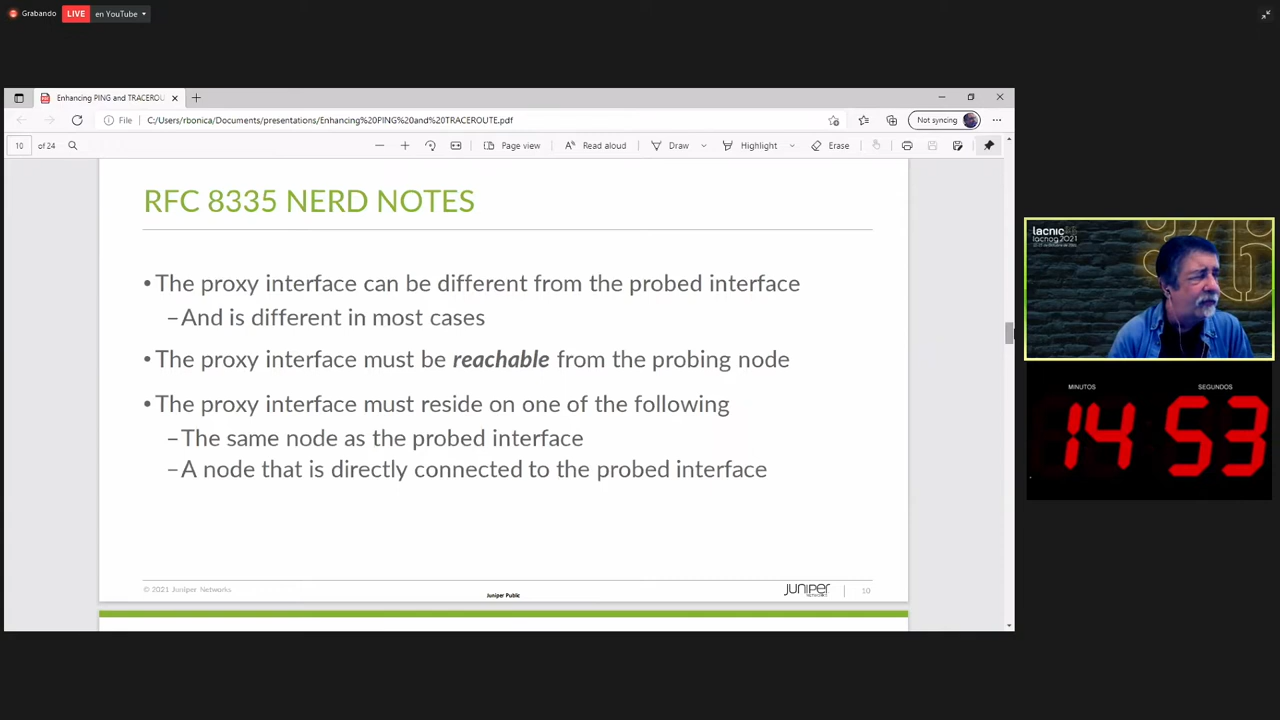 Grabando
LIVE
en YouTube
Enhancing PING and TRACEROU
File
C:/Users/rbonica/Documents/presentations/Enhancing%20PING%20and%20TRACEROUTE.pdf
Not syncing
10 of 24
Page view
Read aloud
Draw
Highlight
Erase
RFC 8335 NERD NOTES
•The proxy interface can be different from the probed interface
–And is different in most cases
•The proxy interface must be reachable from the probing node
•The proxy interface must reside on one of the following
–The same node as the probed interface
–A node that is directly connected to the probed interface
© 2021 Juniper Networks
Juniper Public
JUNIPER
NETWORKS
10
lacnic36
lacnog2021
MINUTOS
SEGUNDOS
14 53